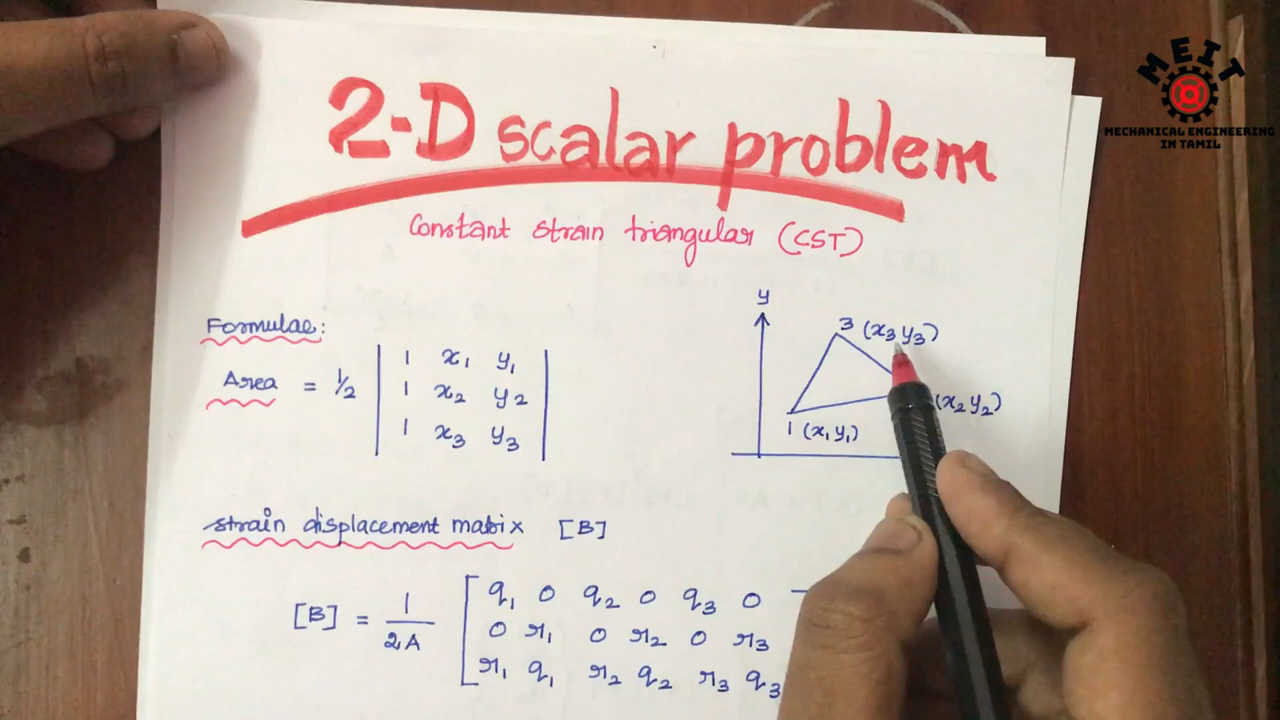 MEIT
MECHANICAL ENGINEERING
IN TAMIL
2-D scalar problem
Constant strain triangular (CST)
Formulae:
Area = 1/2 | 1 x₁ y₁ |
| 1 x₂ y₂ |
| 1 x₃ y₃ |
y
3 (x₃ y₃)
(x₂ y₂)
1 (x₁ y₁)
strain displacement matrix [B]
[B] = 1/2A [ q₁ 0 q₂ 0 q₃ 0
0 r₁ 0 r₂ 0 r₃
r₁ q₁ r₂ q₂ r₃ q₃